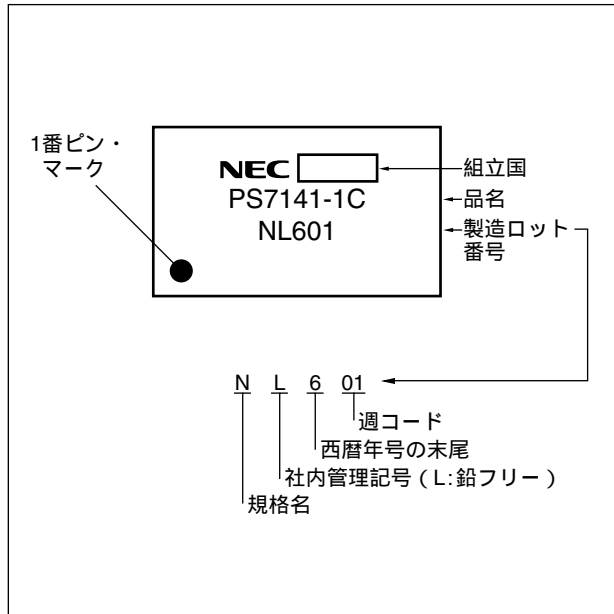 1番ピン・
マーク
NEC
組立国
PS7141-1C
品名
NL601
製造ロット
番号
N L 6 01
週コード
西暦年号の末尾
社内管理記号（L:鉛フリー）
規格名